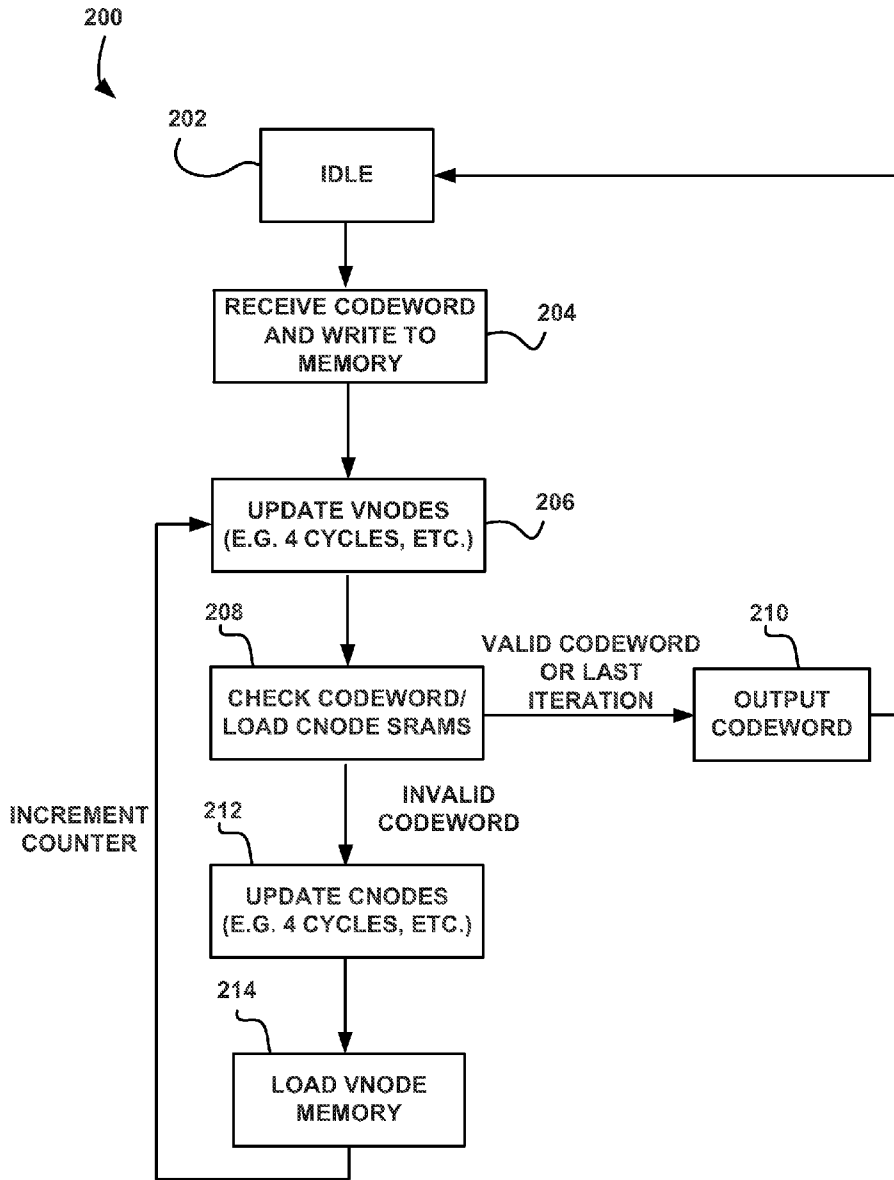 200
202
IDLE
RECEIVE CODEWORD
AND WRITE TO
MEMORY
204
UPDATE VNODES
(E.G. 4 CYCLES, ETC.)
206
208
CHECK CODEWORD/
LOAD CNODE SRAMS
VALID CODEWORD
OR LAST
ITERATION
210
OUTPUT
CODEWORD
INVALID
CODEWORD
INCREMENT
COUNTER
212
UPDATE CNODES
(E.G. 4 CYCLES, ETC.)
214
LOAD VNODE
MEMORY